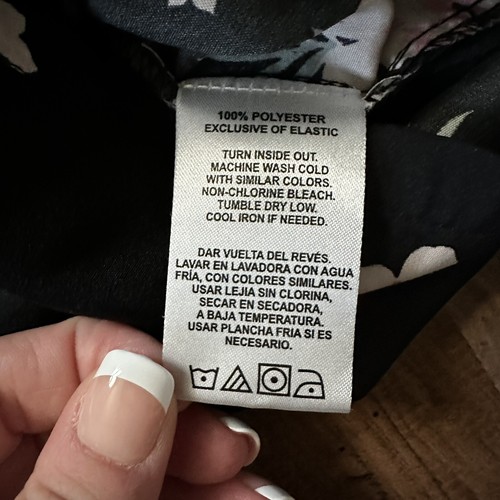 100% POLYESTER
EXCLUSIVE OF ELASTIC
TURN INSIDE OUT.
MACHINE WASH COLD
WITH SIMILAR COLORS.
NON-CHLORINE BLEACH.
TUMBLE DRY LOW.
COOL IRON IF NEEDED.
DAR VUELTA DEL REVÉS.
LAVAR EN LAVADORA CON AGUA
FRÍA, CON COLORES SIMILARES.
USAR LEJIA SIN CLORINA,
SECAR EN SECADORA,
A BAJA TEMPERATURA.
USAR PLANCHA FRIA SI ES
NECESARIO.